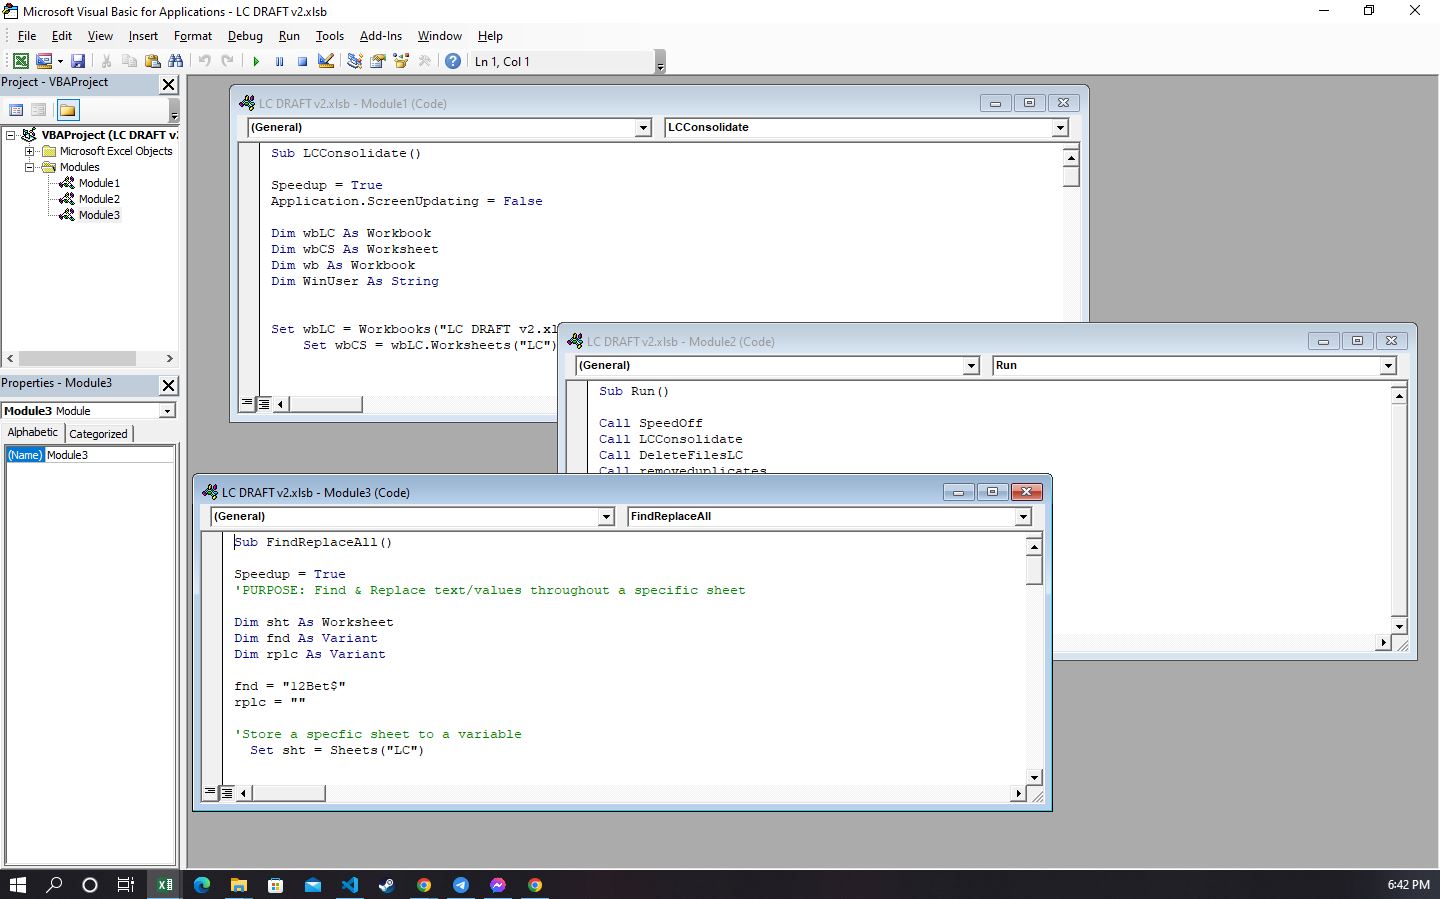 Microsoft Visual Basic for Applications - LC DRAFT v2.xlsb
File Edit View Insert Format Debug Run Tools Add-Ins Window Help
Ln 1, Col 1
Project - VBAProject
VBAProject (LC DRAFT v2
Microsoft Excel Objects
Modules
Module1
Module2
Module3
Properties - Module3
Module3 Module
Alphabetic Categorized
(Name) Module3
LC DRAFT v2.xlsb - Module1 (Code)
(General) LCConsolidate
Sub LCConsolidate()
Speedup = True
Application.ScreenUpdating = False
Dim wbLC As Workbook
Dim wbCS As Worksheet
Dim wb As Workbook
Dim WinUser As String
Set wbLC = Workbooks("LC DRAFT v2.xl
Set wbCS = wbLC.Worksheets("LC")
LC DRAFT v2.xlsb - Module2 (Code)
(General) Run
Sub Run()
Call SpeedOff
Call LCConsolidate
Call DeleteFilesLC
Call removeduplicates
LC DRAFT v2.xlsb - Module3 (Code)
(General) FindReplaceAll
Sub FindReplaceAll()
Speedup = True
'PURPOSE: Find & Replace text/values throughout a specific sheet
Dim sht As Worksheet
Dim fnd As Variant
Dim rplc As Variant
fnd = "12Bet$"
rplc = ""
'Store a specfic sheet to a variable
Set sht = Sheets("LC")
6:42 PM